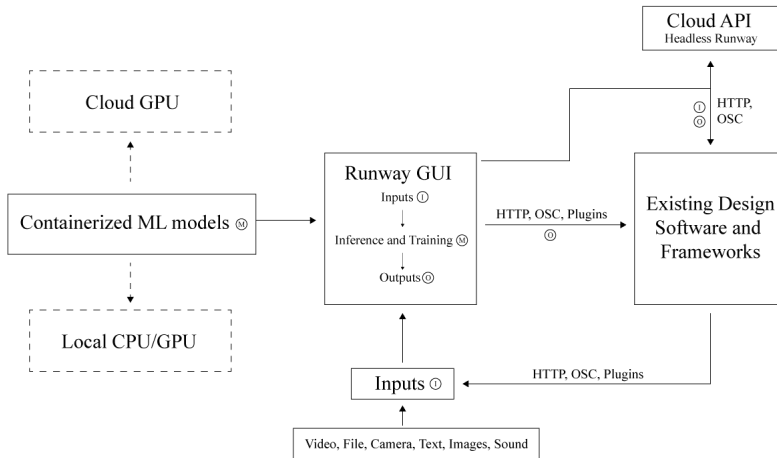 Cloud API
Headless Runway
Cloud GPU
Ⓘ HTTP,
Ⓞ OSC
Runway GUI
Inputs Ⓘ
Inference and Training Ⓜ
Outputs Ⓞ
Containerized ML models Ⓜ
HTTP, OSC, Plugins
Ⓞ
Existing Design
Software and
Frameworks
Local CPU/GPU
Inputs Ⓘ
HTTP, OSC, Plugins
Video, File, Camera, Text, Images, Sound